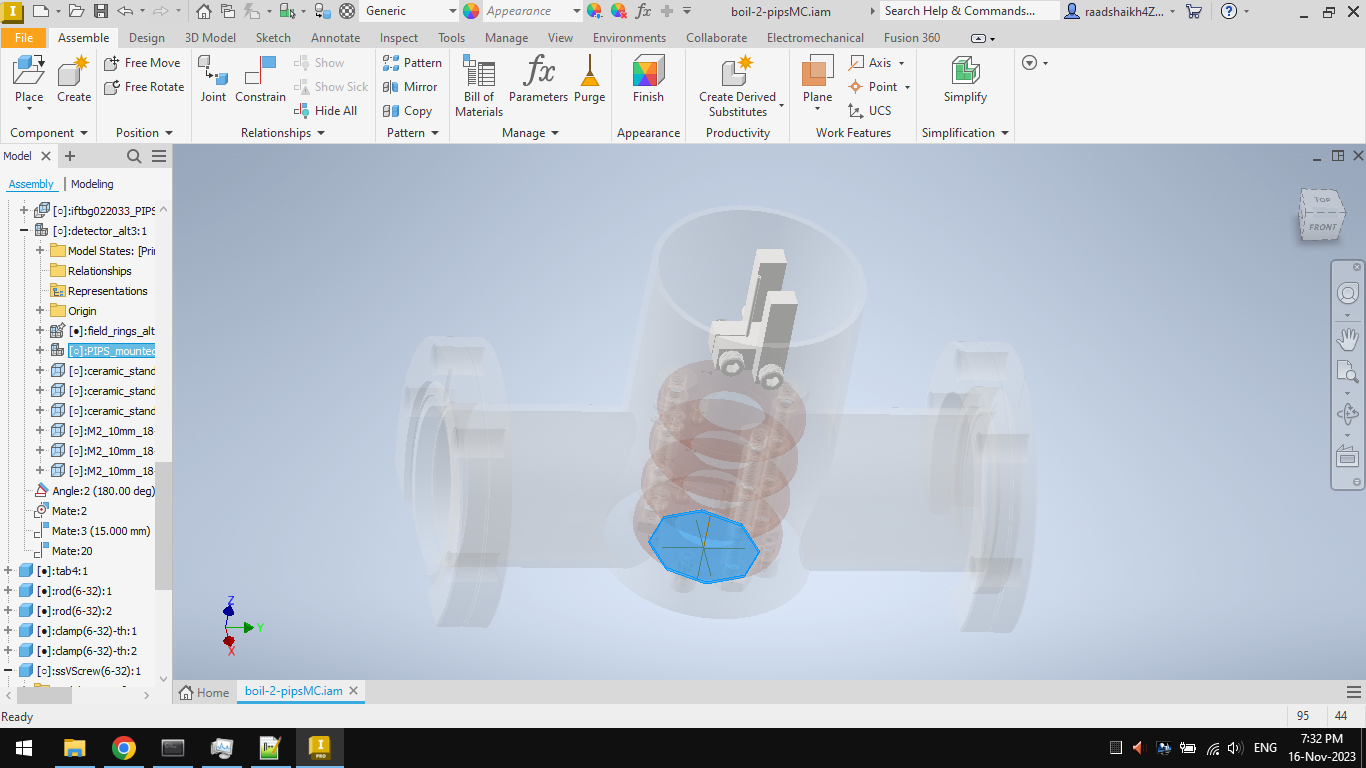 Generic
Appearance
fx
boil-2-pipsMC.iam
Search Help & Commands...
raadshaikh4Z...
File
Assemble
Design
3D Model
Sketch
Annotate
Inspect
Tools
Manage
View
Environments
Collaborate
Electromechanical
Fusion 360
Place
Create
Free Move
Free Rotate
Joint
Constrain
Show
Show Sick
Hide All
Pattern
Mirror
Copy
Bill of
Materials
fx
Parameters
Purge
Finish
Create Derived
Substitutes
Plane
Axis
Point
UCS
Simplify
Component
Position
Relationships
Pattern
Manage
Appearance
Productivity
Work Features
Simplification
Model
Assembly
Modeling
[○]:iftbg022033_PIPS
[○]:detector_alt3:1
Model States: [Pri
Relationships
Representations
Origin
[●]:field_rings_alt
[○]:PIPS_mounted
[○]:ceramic_stand
[○]:ceramic_stand
[○]:ceramic_stand
[○]:M2_10mm_18-
[○]:M2_10mm_18-
[○]:M2_10mm_18-
Angle:2 (180.00 deg)
Mate:2
Mate:3 (15.000 mm)
Mate:20
[●]:tab4:1
[●]:rod(6-32):1
[●]:rod(6-32):2
[●]:clamp(6-32)-th:1
[●]:clamp(6-32)-th:2
[○]:ssVScrew(6-32):1
TOP
FRONT
Z
Y
X
Home
boil-2-pipsMC.iam
Ready
95
44
I
PRO
ENG
7:32 PM
16-Nov-2023